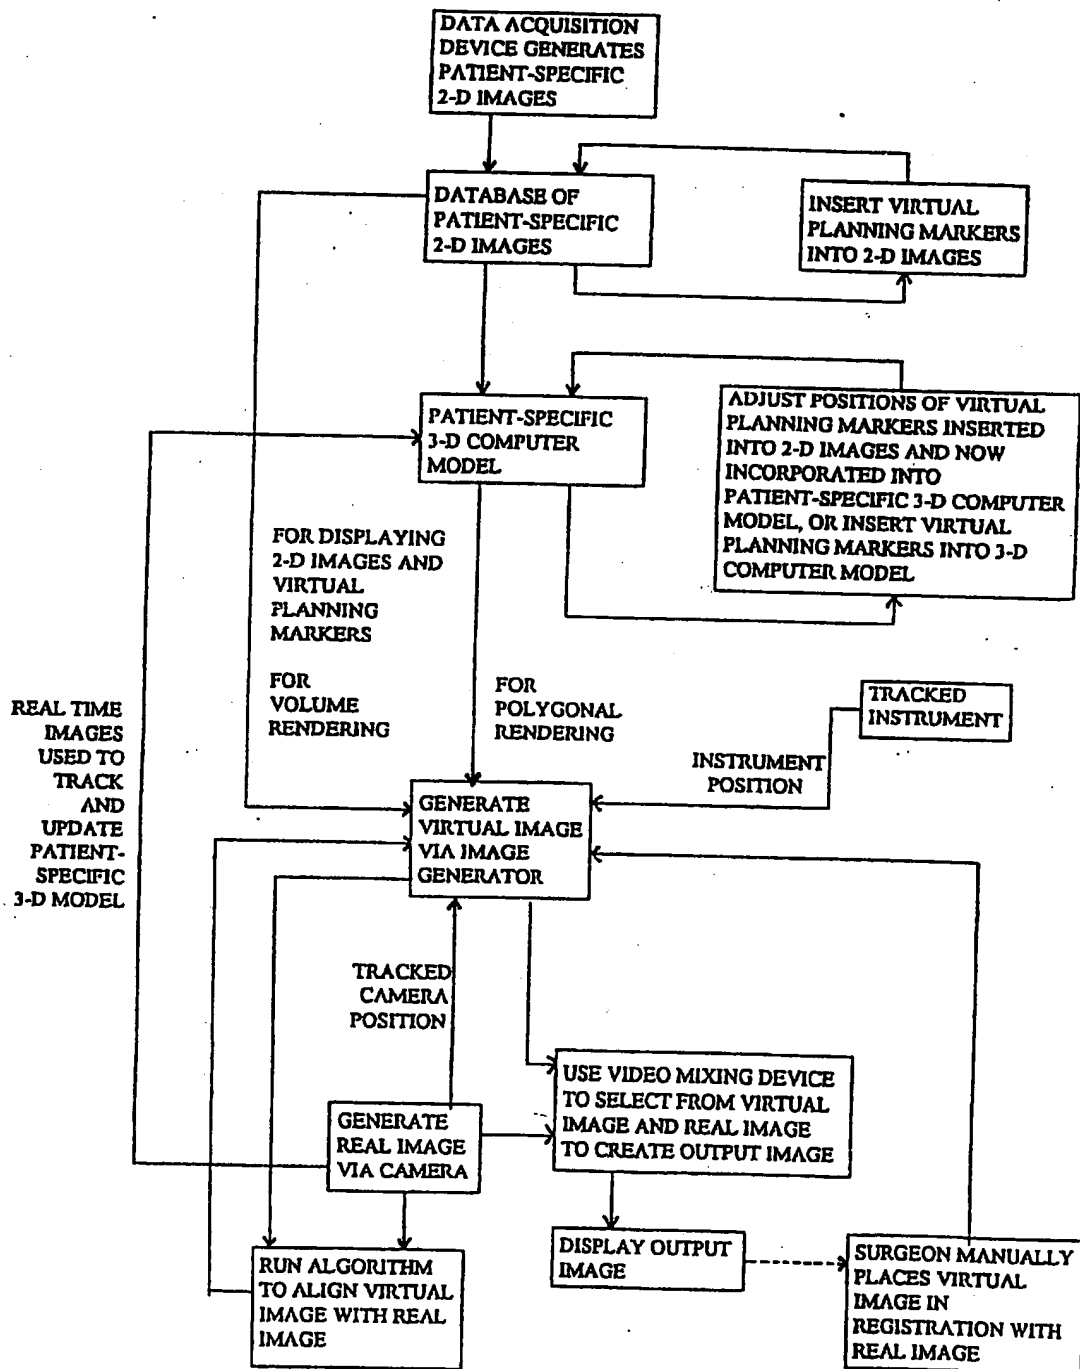 DATA ACQUISITION
DEVICE GENERATES
PATIENT-SPECIFIC
2-D IMAGES
DATABASE OF
PATIENT-SPECIFIC
2-D IMAGES
INSERT VIRTUAL
PLANNING MARKERS
INTO 2-D IMAGES
PATIENT-SPECIFIC
3-D COMPUTER
MODEL
ADJUST POSITIONS OF VIRTUAL
PLANNING MARKERS INSERTED
INTO 2-D IMAGES AND NOW
INCORPORATED INTO
PATIENT-SPECIFIC 3-D COMPUTER
MODEL, OR INSERT VIRTUAL
PLANNING MARKERS INTO 3-D
COMPUTER MODEL
FOR DISPLAYING
2-D IMAGES AND
VIRTUAL
PLANNING
MARKERS
FOR
VOLUME
RENDERING
FOR
POLYGONAL
RENDERING
TRACKED
INSTRUMENT
INSTRUMENT
POSITION
REAL TIME
IMAGES
USED TO
TRACK
AND
UPDATE
PATIENT-
SPECIFIC
3-D MODEL
GENERATE
VIRTUAL IMAGE
VIA IMAGE
GENERATOR
TRACKED
CAMERA
POSITION
GENERATE
REAL IMAGE
VIA CAMERA
USE VIDEO MIXING DEVICE
TO SELECT FROM VIRTUAL
IMAGE AND REAL IMAGE
TO CREATE OUTPUT IMAGE
RUN ALGORITHM
TO ALIGN VIRTUAL
IMAGE WITH REAL
IMAGE
DISPLAY OUTPUT
IMAGE
SURGEON MANUALLY
PLACES VIRTUAL
IMAGE IN
REGISTRATION WITH
REAL IMAGE